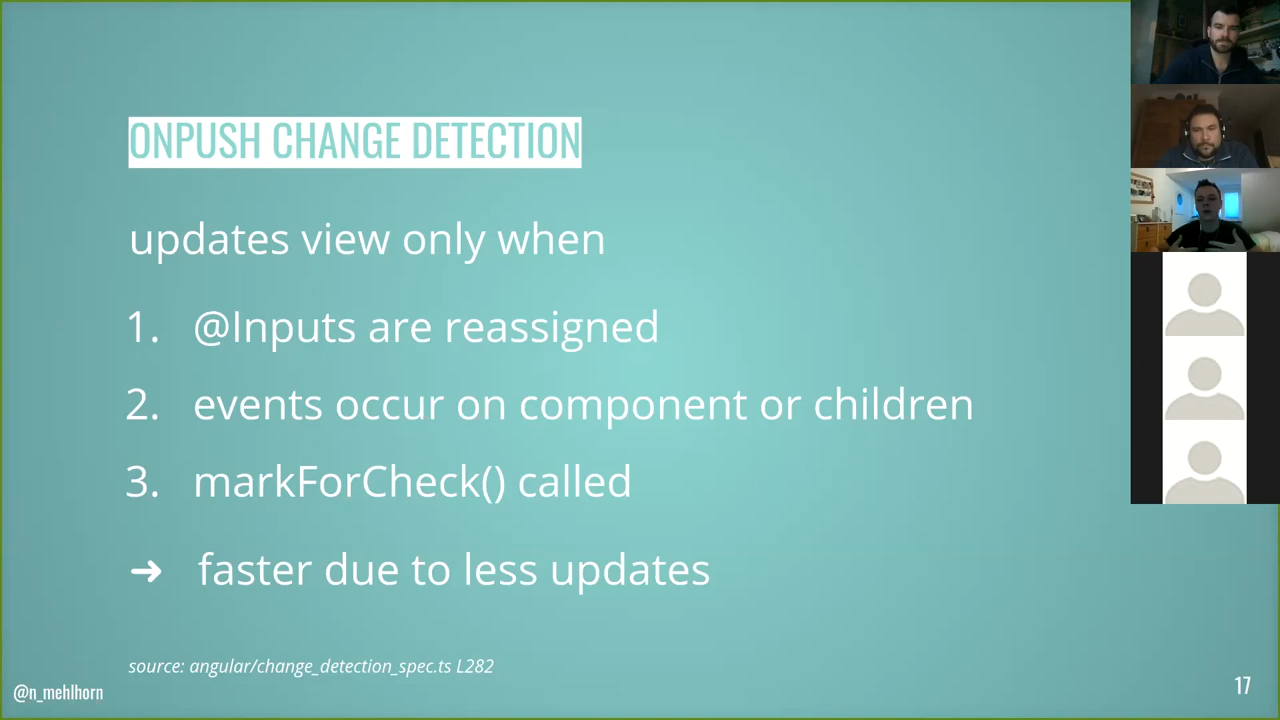 ONPUSH CHANGE DETECTION
updates view only when
1. @Inputs are reassigned
2. events occur on component or children
3. markForCheck() called
➜ faster due to less updates
source: angular/change_detection_spec.ts L282
@n_mehlhorn
17